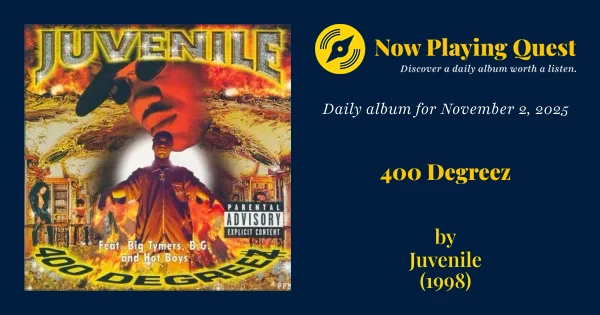 JUVENILE
PARENTAL
ADVISORY
EXPLICIT CONTENT
Feat. Big Tymers, B.G.
and Hot Boys
400 DEGREEZ
Now Playing Quest
Discover a daily album worth a listen.
Daily album for November 2, 2025
400 Degreez
by
Juvenile
(1998)